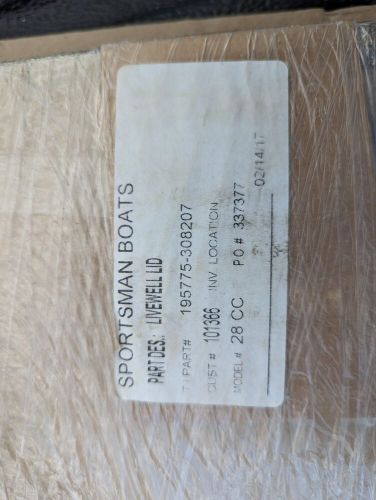 SPORTSMAN BOATS
PART DES.: LIVEWELL LID
T I PART# 195775-308207
CUST # 101366 INV LOCATION
MODEL # 28 CC P O # 337377
02/14/17